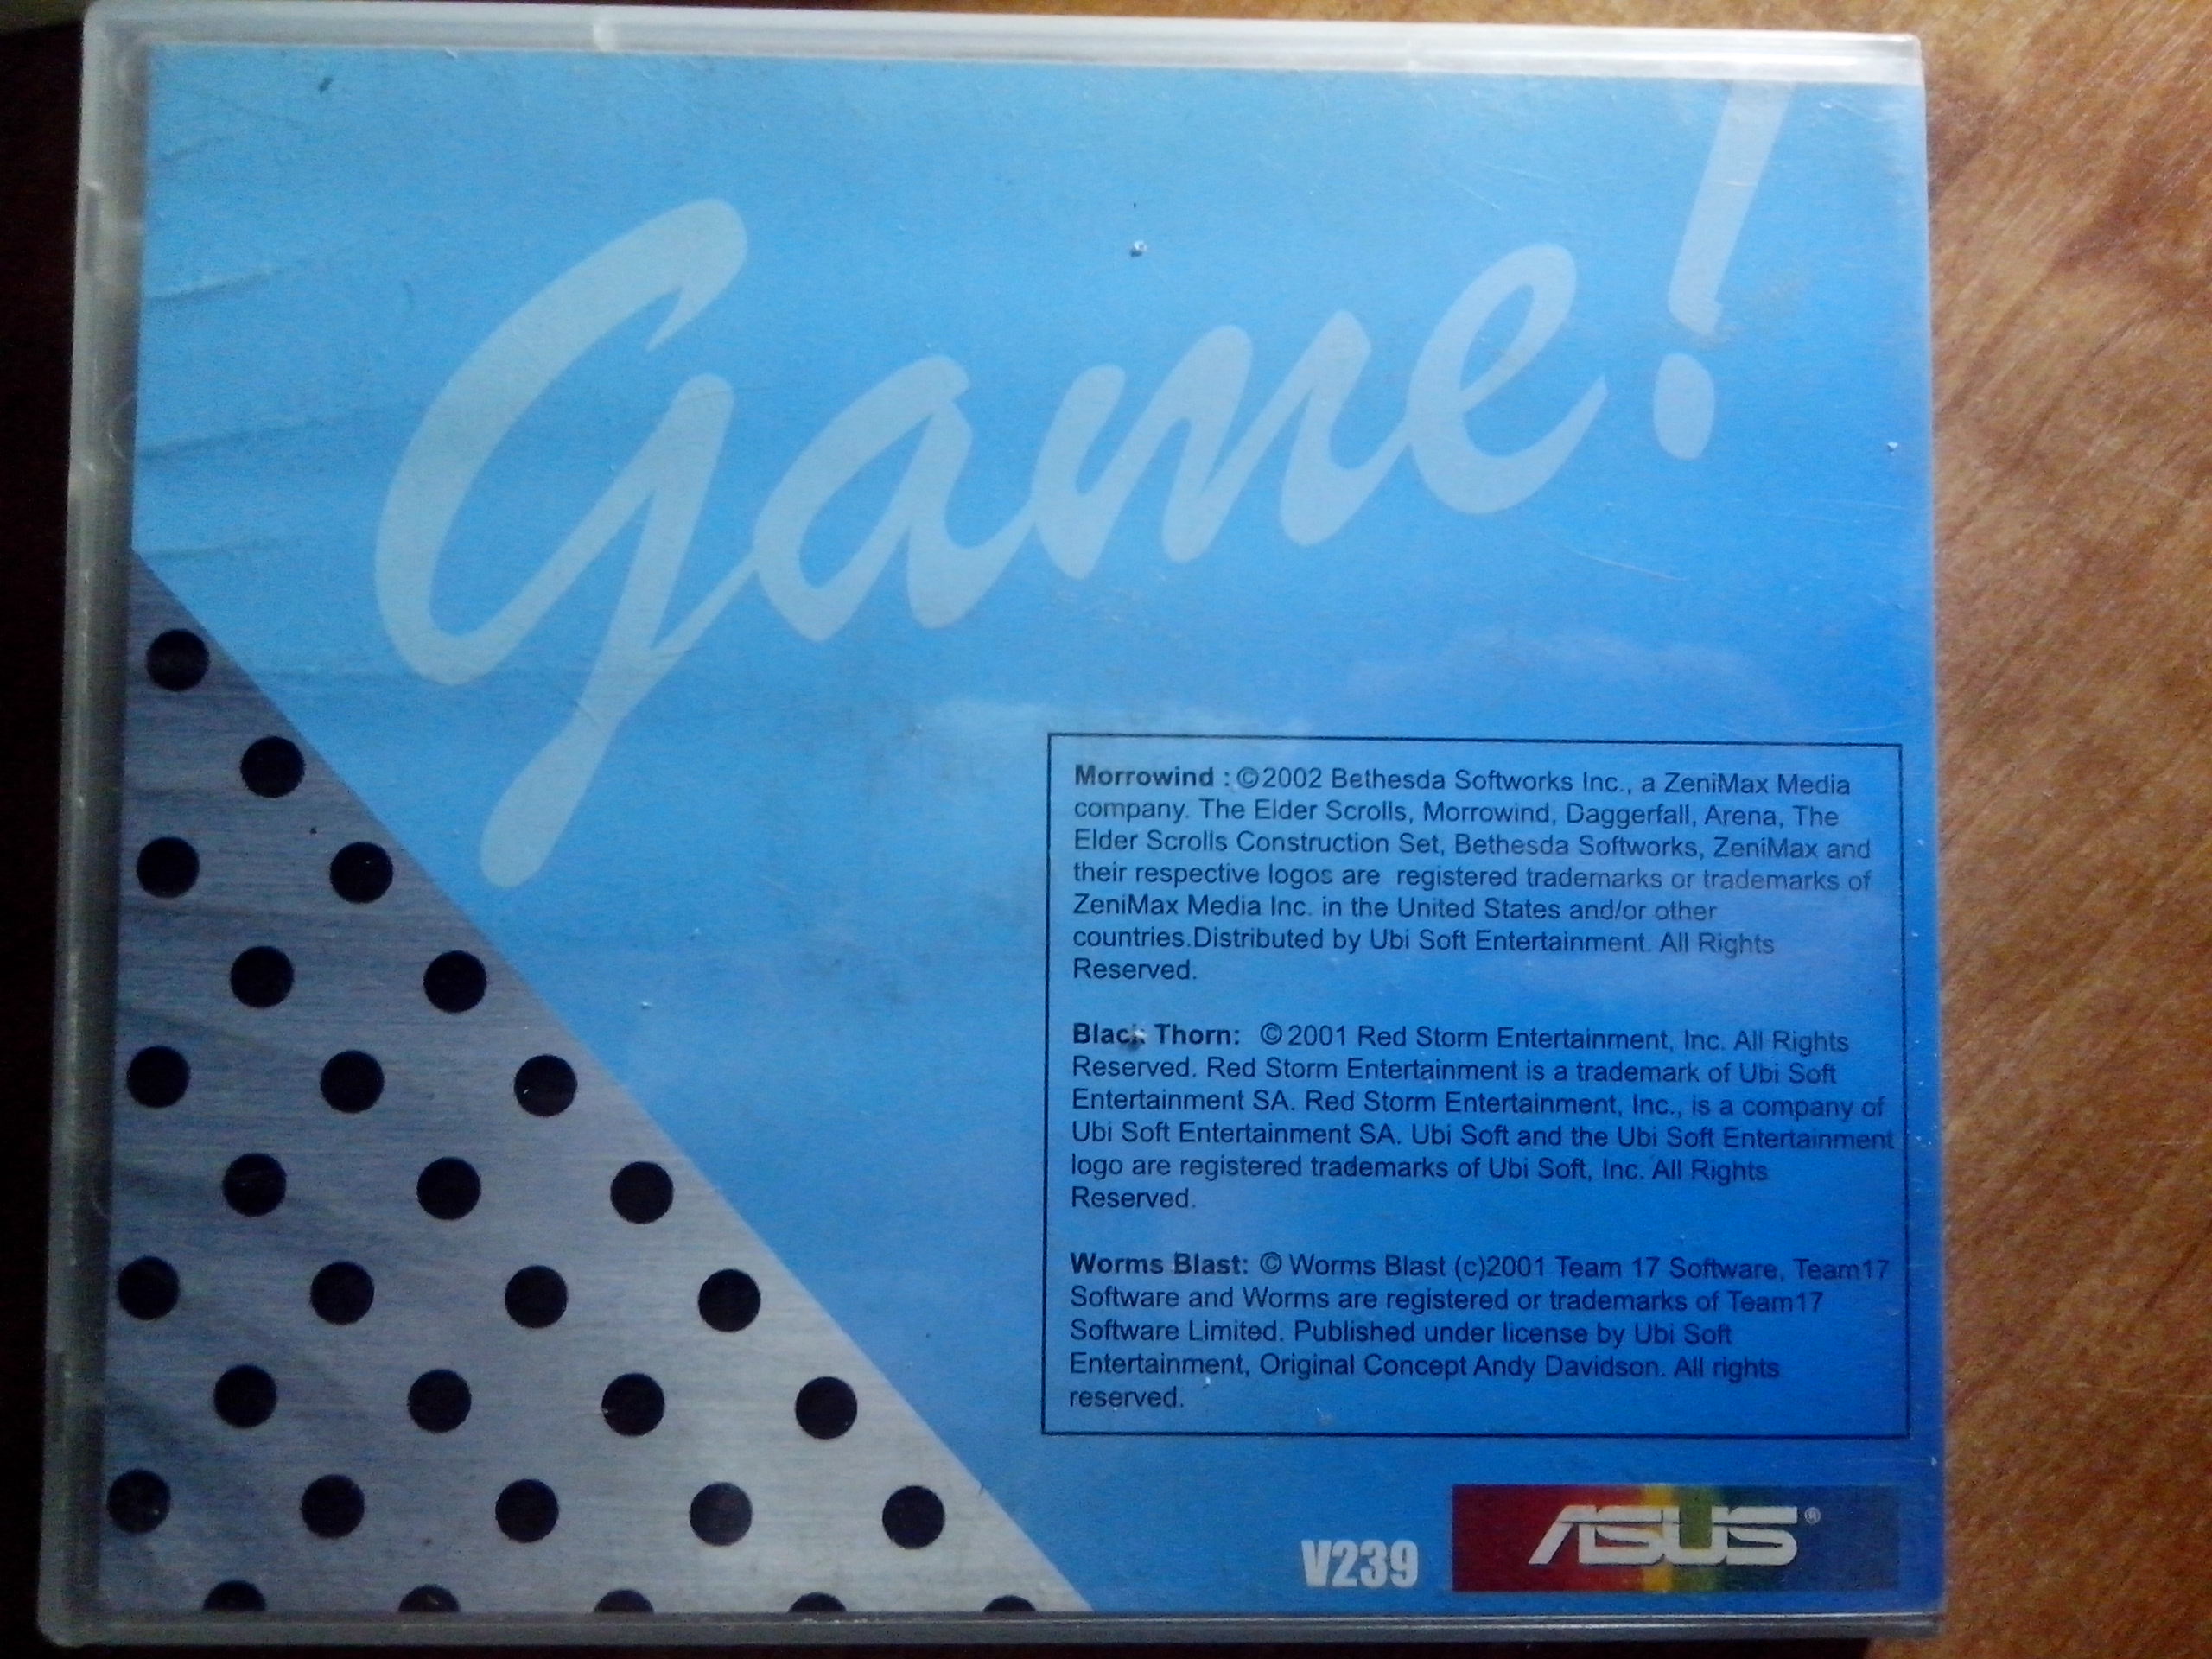 Game!
Morrowind : ©2002 Bethesda Softworks Inc., a ZeniMax Media
company. The Elder Scrolls, Morrowind, Daggerfall, Arena, The
Elder Scrolls Construction Set, Bethesda Softworks, ZeniMax and
their respective logos are registered trademarks or trademarks of
ZeniMax Media Inc. in the United States and/or other
countries.Distributed by Ubi Soft Entertainment. All Rights
Reserved.
Black Thorn: ©2001 Red Storm Entertainment, Inc. All Rights
Reserved. Red Storm Entertainment is a trademark of Ubi Soft
Entertainment SA. Red Storm Entertainment, Inc., is a company of
Ubi Soft Entertainment SA. Ubi Soft and the Ubi Soft Entertainment
logo are registered trademarks of Ubi Soft, Inc. All Rights
Reserved.
Worms Blast: © Worms Blast (c)2001 Team 17 Software, Team17
Software and Worms are registered or trademarks of Team17
Software Limited. Published under license by Ubi Soft
Entertainment, Original Concept Andy Davidson. All rights
reserved.
V239
ASUS®